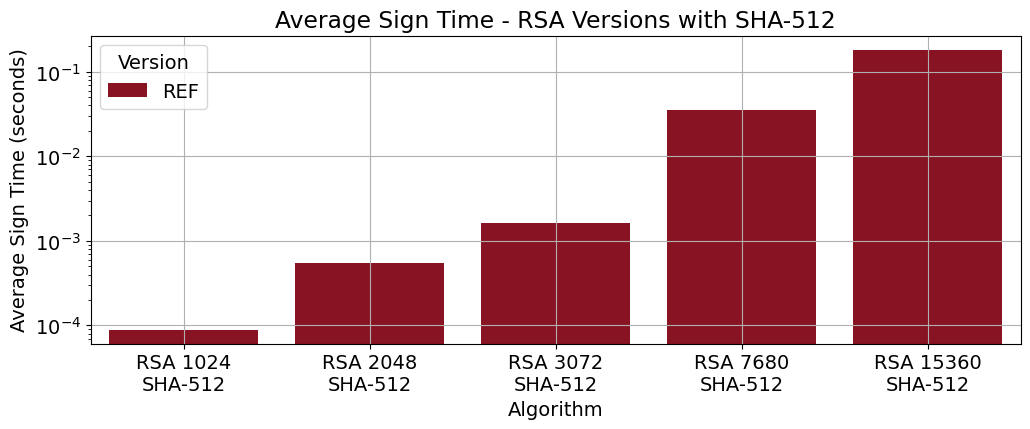 Average Sign Time - RSA Versions with SHA-512
Average Sign Time (seconds)
10⁻¹
10⁻²
10⁻³
10⁻⁴
Version
REF
RSA 1024
SHA-512
RSA 2048
SHA-512
RSA 3072
SHA-512
RSA 7680
SHA-512
RSA 15360
SHA-512
Algorithm